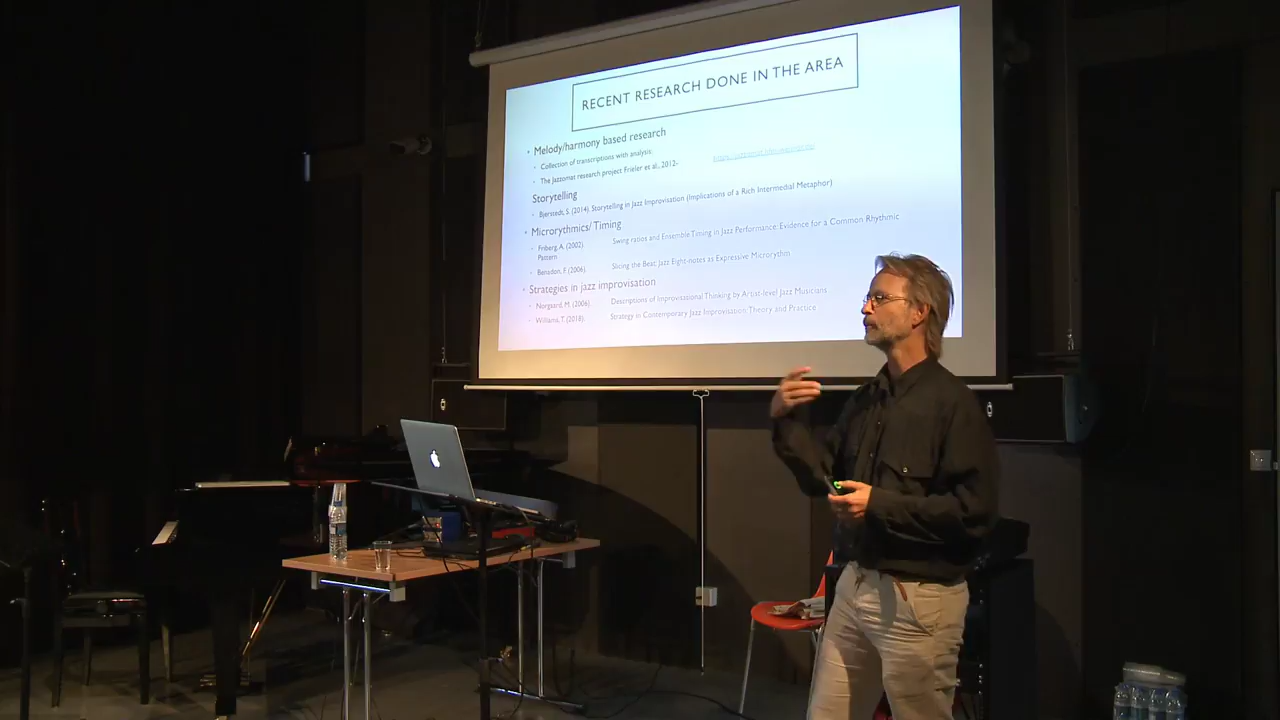 RECENT RESEARCH DONE IN THE AREA
• Melody/harmony based research
• Collection of transcriptions with analysis:
• The Jazzomat research project Frieler et al., 2012-
Storytelling
• Bjerstedt, S. (2014). Storytelling in Jazz Improvisation (Implications of a Rich Intermedial Metaphor)
• Microrythmics/ Timing
• Friberg, A. (2002) Swing ratios and Ensemble Timing in Jazz Performance: Evidence for a Common Rhythmic
Pattern
• Benadon, F. (2006). Slicing the Beat: Jazz Eight-notes as Expressive Microrythm
• Strategies in jazz improvisation
• Norgaard, M. (2006). Descriptions of Improvisational Thinking by Artist-level Jazz Musicians
• Williams, T. (2018). Strategy in Contemporary Jazz Improvisation: Theory and Practice